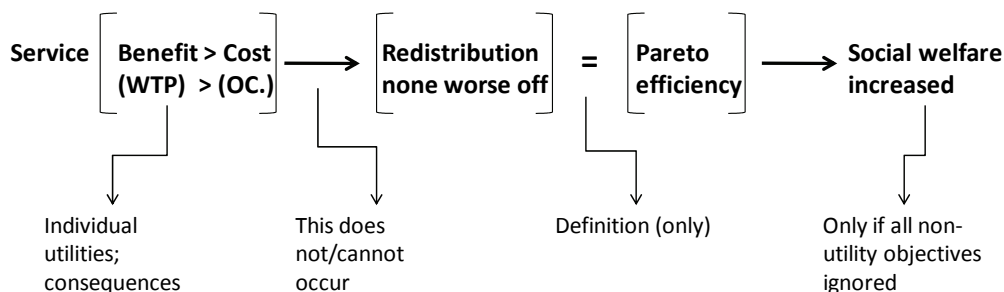 Service Benefit > Cost Redistribution = Pareto Social welfare
(WTP) > (OC.) none worse off efficiency increased
Individual This does Definition (only) Only if all non-
utilities; not/cannot utility objectives
consequences occur ignored